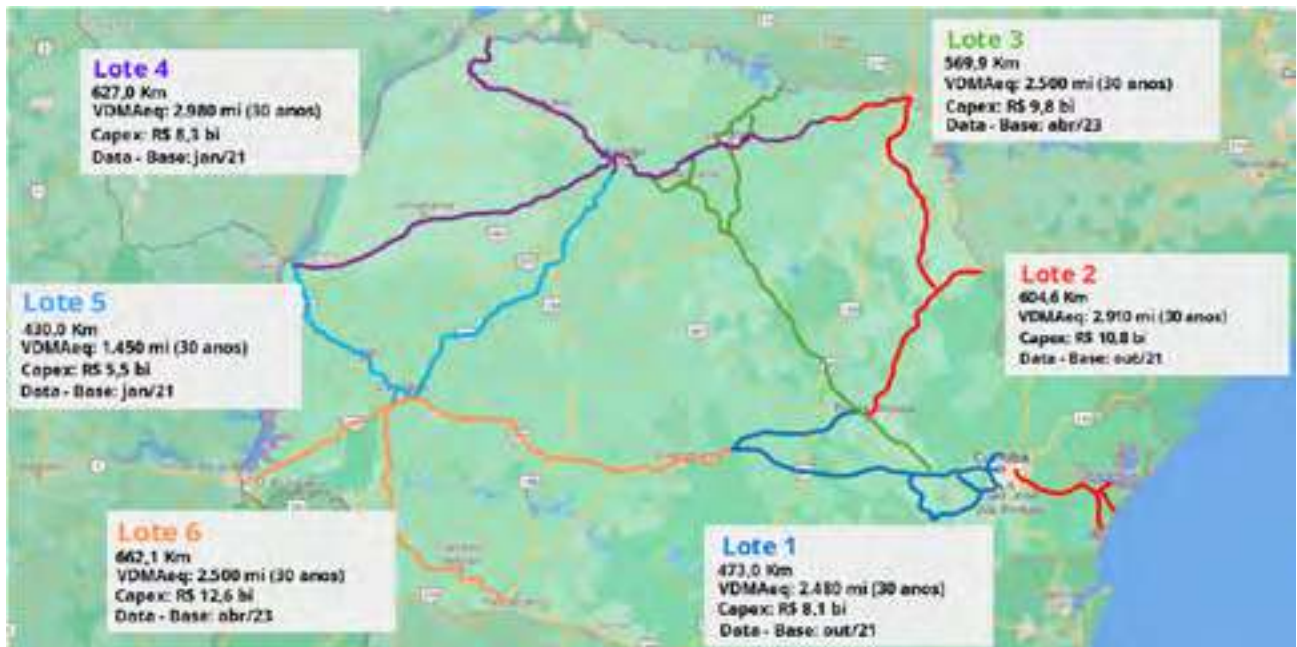 Lote 4
627,0 Km
VDMAeq: 2.980 mi (30 anos)
Capex: R$ 8,3 bi
Data - Base: jan/21
Lote 3
569,9 Km
VDMAeq: 2.500 mi (30 anos)
Capex: R$ 9,8 bi
Data - Base: abr/23
Lote 5
430,0 Km
VDMAeq: 1.450 mi (30 anos)
Capex: R$ 5,5 bi
Data - Base: jan/21
Lote 2
604,6 Km
VDMAeq: 2.910 mi (30 anos)
Capex: R$ 10,8 bi
Data - Base: out/21
Lote 6
662,1 Km
VDMAeq: 2.500 mi (30 anos)
Capex: R$ 12,6 bi
Data - Base: abr/23
Lote 1
473,0 Km
VDMAeq: 2.480 mi (30 anos)
Capex: R$ 8,1 bi
Data - Base: out/21